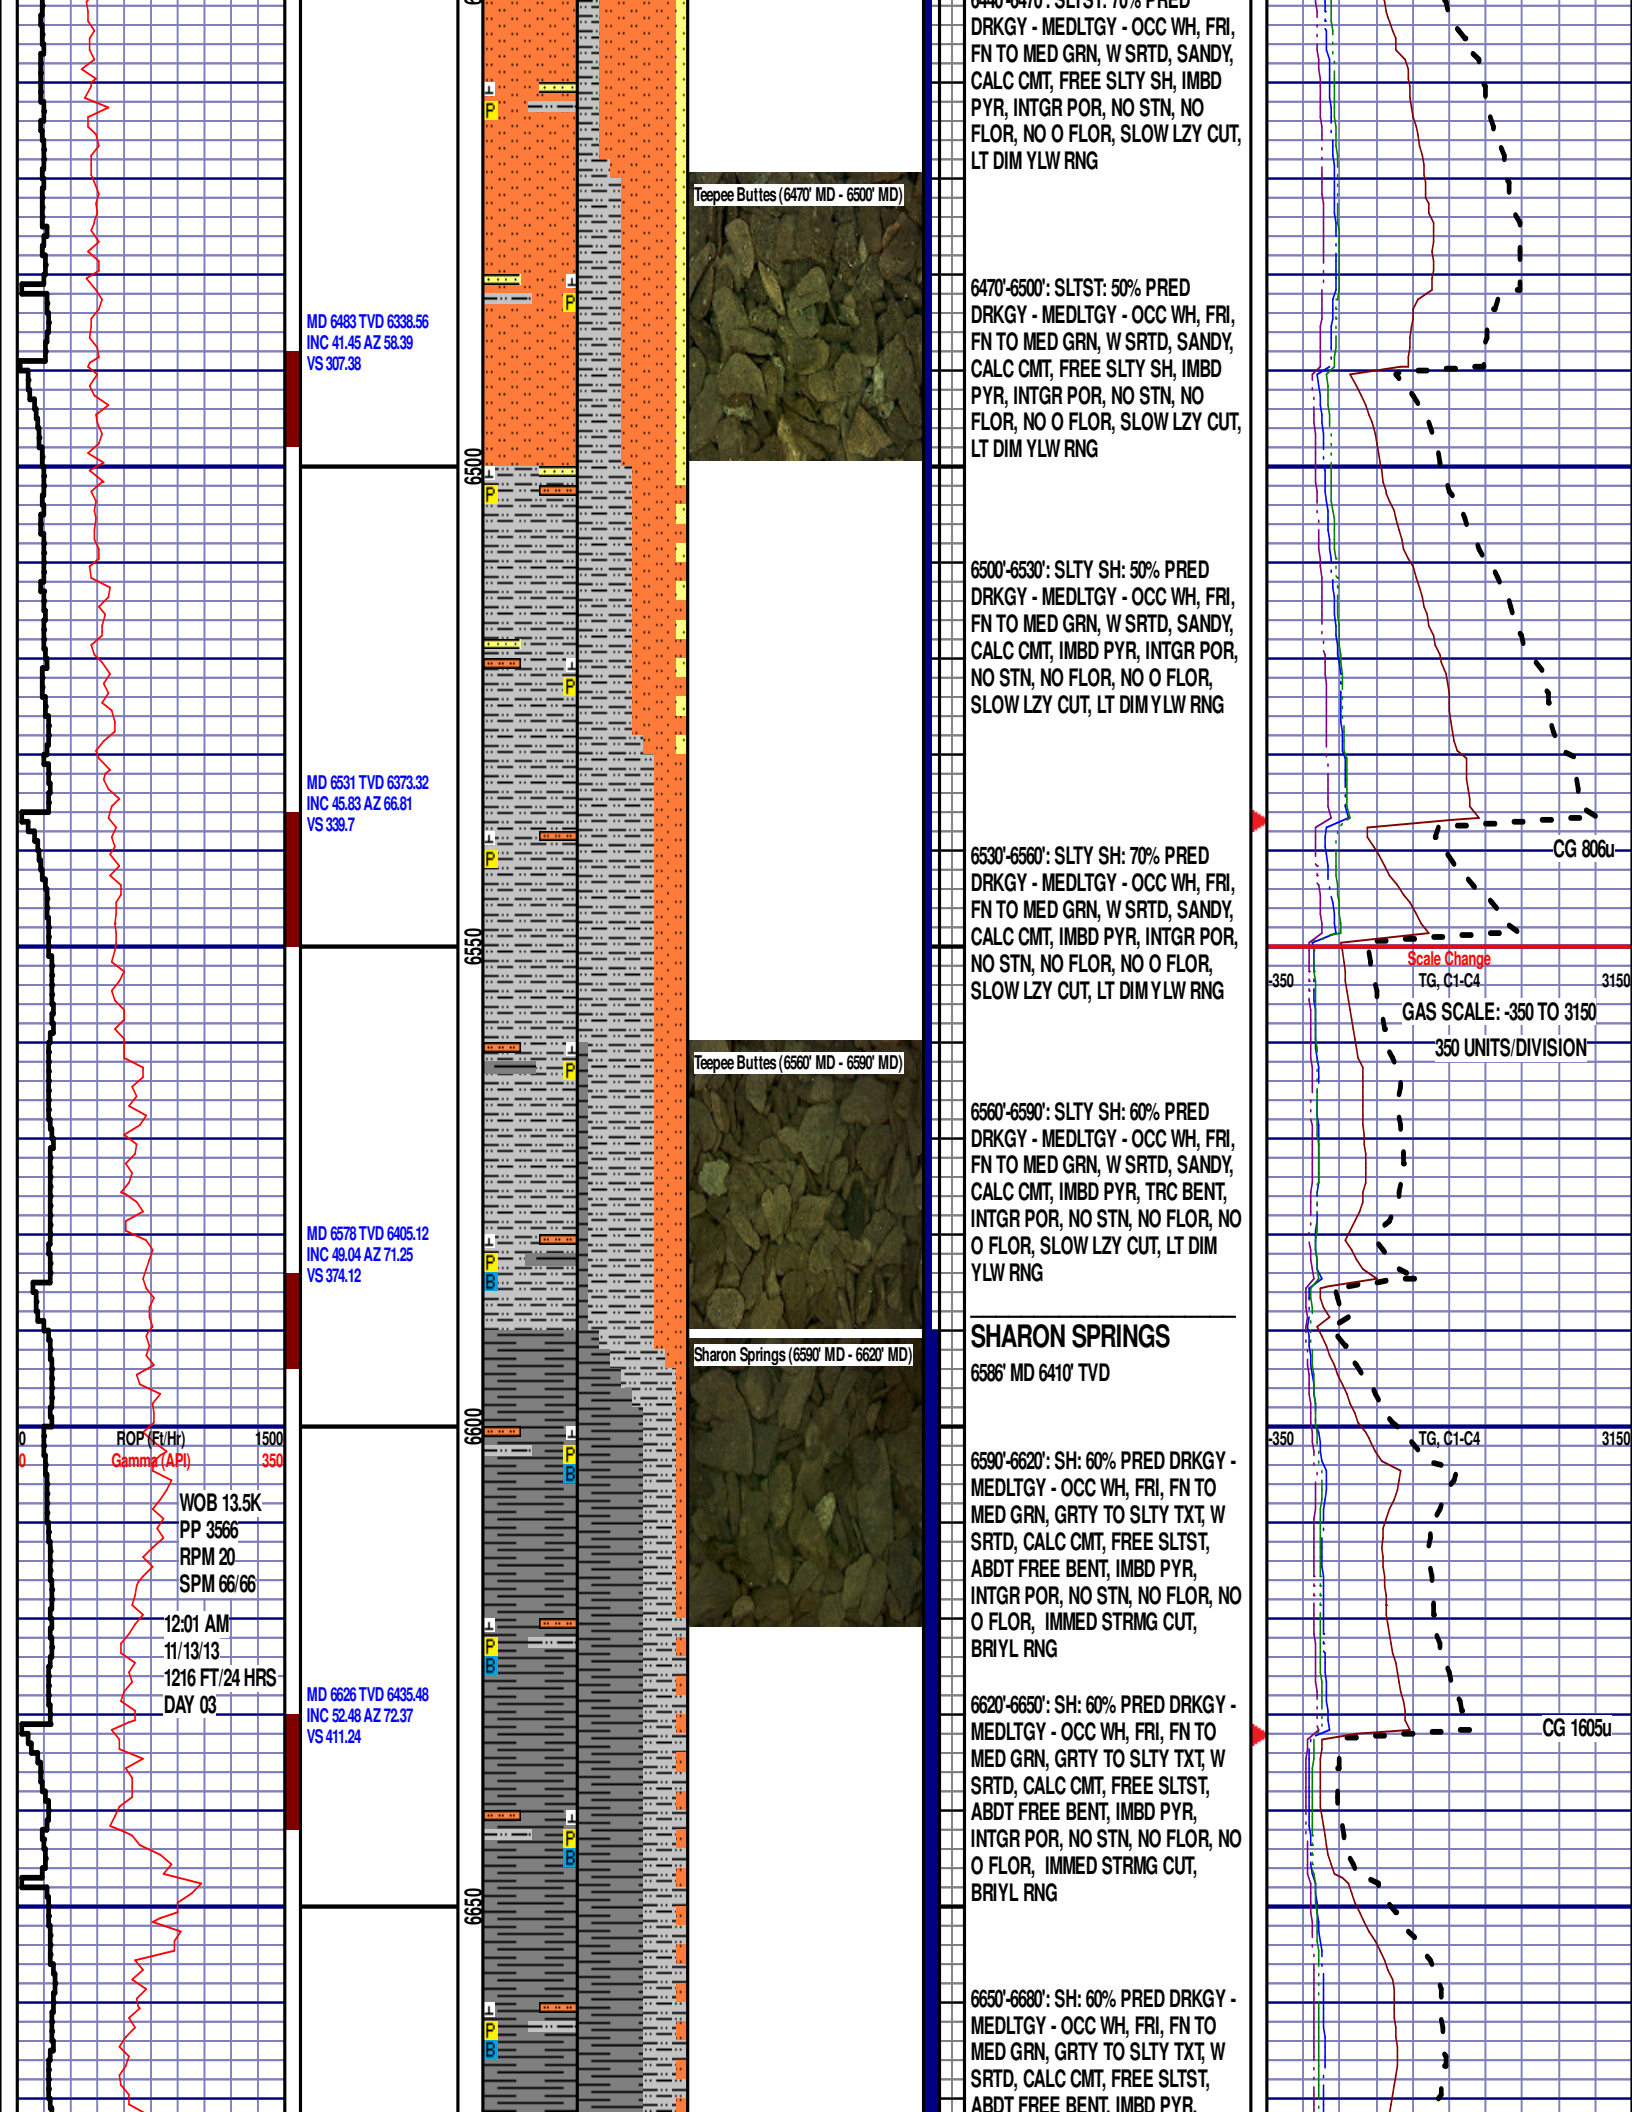 6440'-6470': SLTST: 70% PRED
DRKGY - MEDLTGY - OCC WH, FRI,
FN TO MED GRN, W SRTD, SANDY,
CALC CMT, FREE SLTY SH, IMBD
PYR, INTGR POR, NO STN, NO
FLOR, NO O FLOR, SLOW LZY CUT,
LT DIM YLW RNG
Teepee Buttes (6470' MD - 6500' MD)
6470'-6500': SLTST: 50% PRED
DRKGY - MEDLTGY - OCC WH, FRI,
FN TO MED GRN, W SRTD, SANDY,
CALC CMT, FREE SLTY SH, IMBD
PYR, INTGR POR, NO STN, NO
FLOR, NO O FLOR, SLOW LZY CUT,
LT DIM YLW RNG
MD 6483 TVD 6338.56
INC 41.45 AZ 58.39
VS 307.38
6500
6500'-6530': SLTY SH: 50% PRED
DRKGY - MEDLTGY - OCC WH, FRI,
FN TO MED GRN, W SRTD, SANDY,
CALC CMT, IMBD PYR, INTGR POR,
NO STN, NO FLOR, NO O FLOR,
SLOW LZY CUT, LT DIM YLW RNG
MD 6531 TVD 6373.32
INC 45.83 AZ 66.81
VS 339.7
CG 806u
6530'-6560': SLTY SH: 70% PRED
DRKGY - MEDLTGY - OCC WH, FRI,
FN TO MED GRN, W SRTD, SANDY,
CALC CMT, IMBD PYR, INTGR POR,
NO STN, NO FLOR, NO O FLOR,
SLOW LZY CUT, LT DIM YLW RNG
6550
Scale Change
-350 TG, C1-C4 3150
GAS SCALE: -350 TO 3150
350 UNITS/DIVISION
Teepee Buttes (6560' MD - 6590' MD)
6560'-6590': SLTY SH: 60% PRED
DRKGY - MEDLTGY - OCC WH, FRI,
FN TO MED GRN, W SRTD, SANDY,
CALC CMT, IMBD PYR, TRC BENT,
INTGR POR, NO STN, NO FLOR, NO
O FLOR, SLOW LZY CUT, LT DIM
YLW RNG
MD 6578 TVD 6405.12
INC 49.04 AZ 71.25
VS 374.12
SHARON SPRINGS
6586' MD 6410' TVD
Sharon Springs (6590' MD - 6620' MD)
6600
0 ROP (Ft/Hr) 1500
0 Gamma (API) 350
-350 TG, C1-C4 3150
6590'-6620': SH: 60% PRED DRKGY -
MEDLTGY - OCC WH, FRI, FN TO
MED GRN, GRTY TO SLTY TXT, W
SRTD, CALC CMT, FREE SLTST,
ABDT FREE BENT, IMBD PYR,
INTGR POR, NO STN, NO FLOR, NO
O FLOR, IMMED STRMG CUT,
BRIYL RNG
WOB 13.5K
PP 3566
RPM 20
SPM 66/66
12:01 AM
11/13/13
1216 FT/24 HRS
DAY 03
MD 6626 TVD 6435.48
INC 52.48 AZ 72.37
VS 411.24
6620'-6650': SH: 60% PRED DRKGY -
MEDLTGY - OCC WH, FRI, FN TO
MED GRN, GRTY TO SLTY TXT, W
SRTD, CALC CMT, FREE SLTST,
ABDT FREE BENT, IMBD PYR,
INTGR POR, NO STN, NO FLOR, NO
O FLOR, IMMED STRMG CUT,
BRIYL RNG
CG 1605u
6650
6650'-6680': SH: 60% PRED DRKGY -
MEDLTGY - OCC WH, FRI, FN TO
MED GRN, GRTY TO SLTY TXT, W
SRTD, CALC CMT, FREE SLTST,
ABDT FREE BENT, IMBD PYR,
P
P
P
P
P
P
P
B
P
B
P
B
P
B
P
B